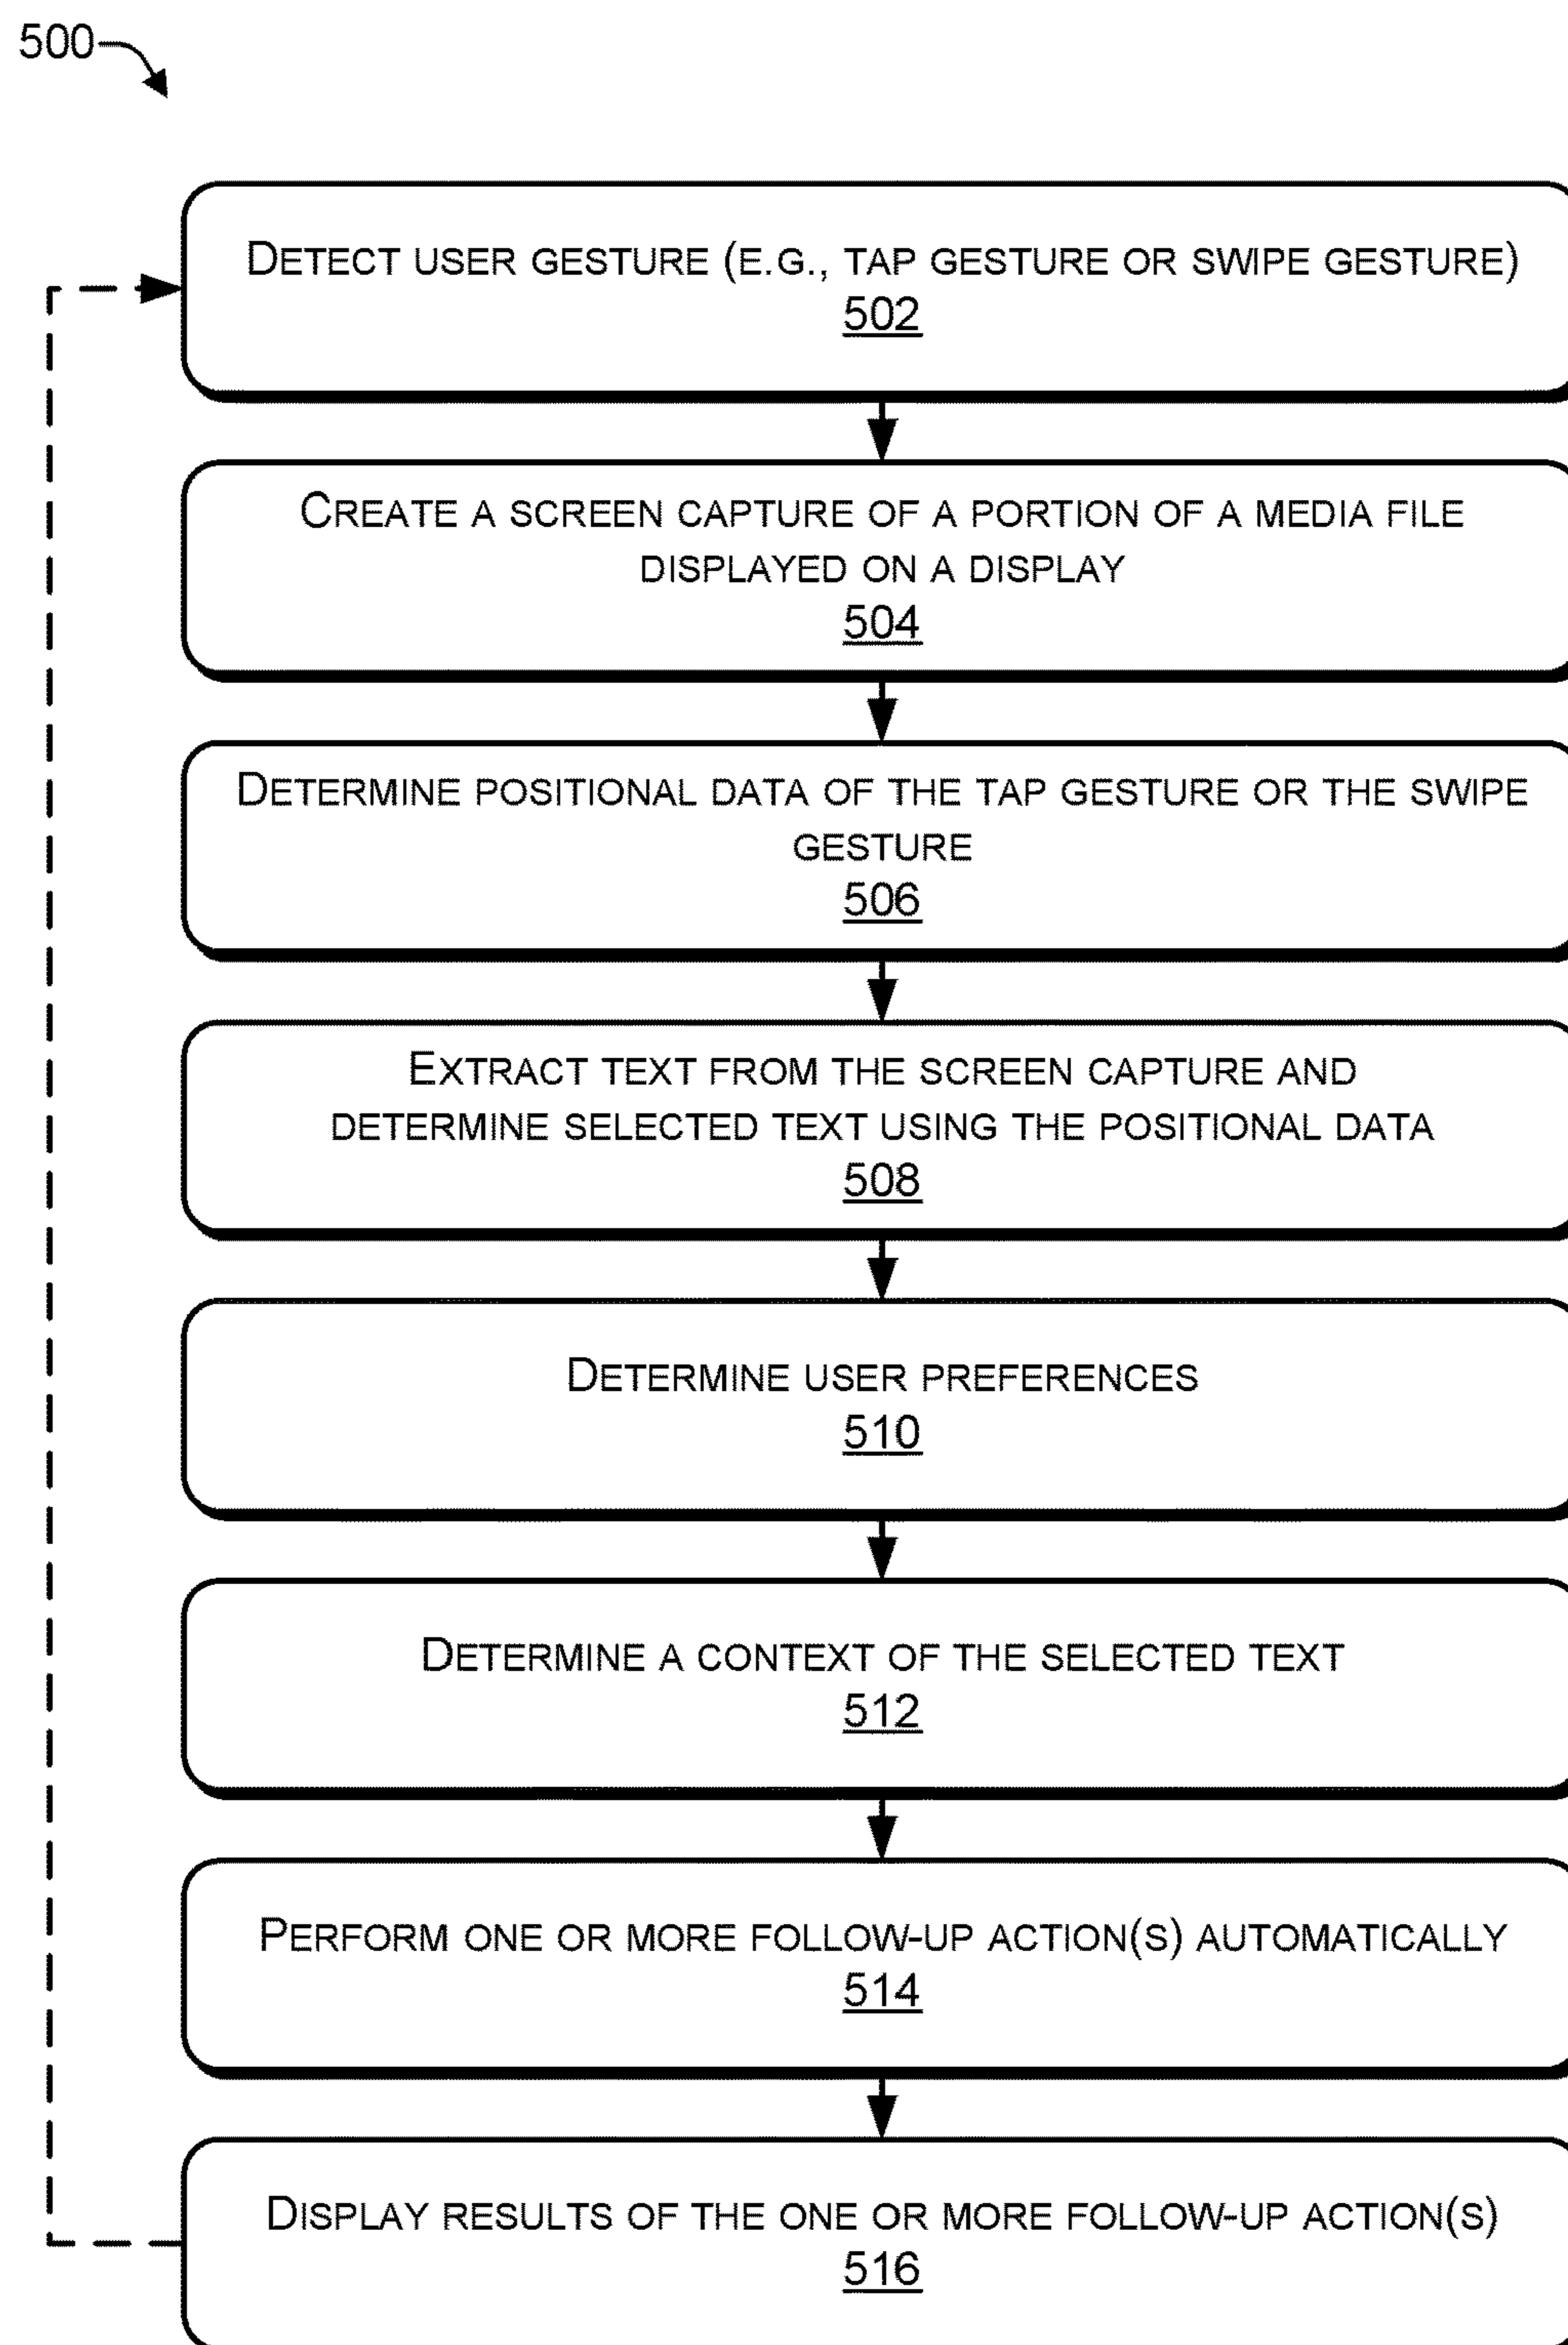 500
DETECT USER GESTURE (E.G., TAP GESTURE OR SWIPE GESTURE)
502
CREATE A SCREEN CAPTURE OF A PORTION OF A MEDIA FILE
DISPLAYED ON A DISPLAY
504
DETERMINE POSITIONAL DATA OF THE TAP GESTURE OR THE SWIPE
GESTURE
506
EXTRACT TEXT FROM THE SCREEN CAPTURE AND
DETERMINE SELECTED TEXT USING THE POSITIONAL DATA
508
DETERMINE USER PREFERENCES
510
DETERMINE A CONTEXT OF THE SELECTED TEXT
512
PERFORM ONE OR MORE FOLLOW-UP ACTION(S) AUTOMATICALLY
514
DISPLAY RESULTS OF THE ONE OR MORE FOLLOW-UP ACTION(S)
516